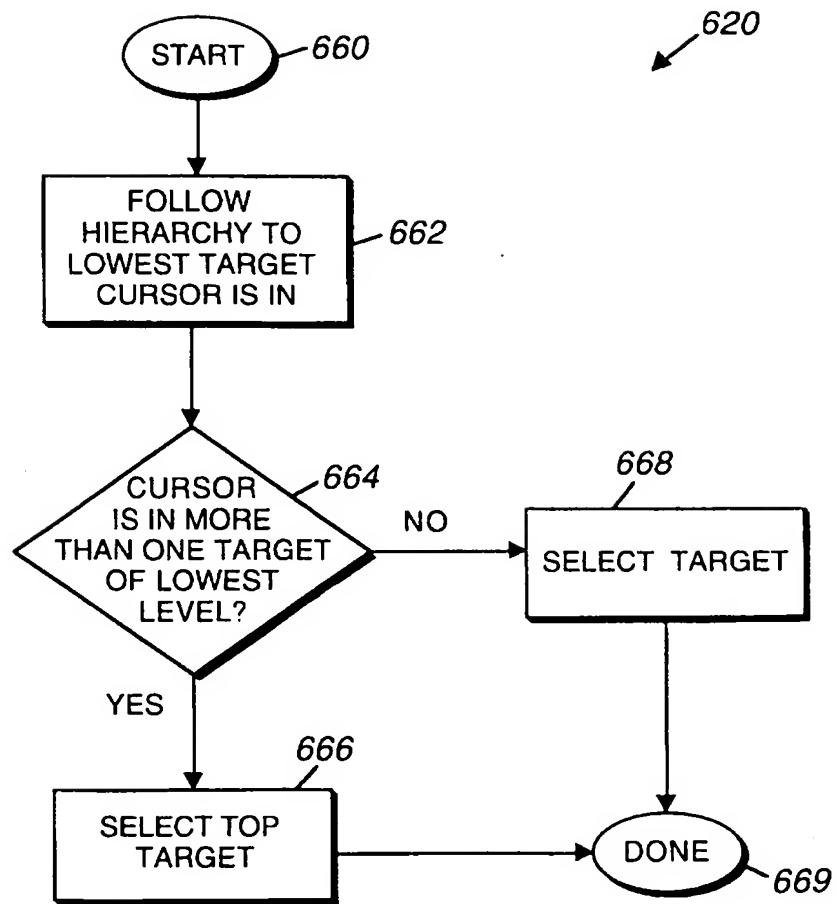 620
START
660
FOLLOW
HIERARCHY TO
LOWEST TARGET
CURSOR IS IN
662
CURSOR
IS IN MORE
THAN ONE TARGET
OF LOWEST
LEVEL?
664
NO
668
SELECT TARGET
YES
666
SELECT TOP
TARGET
DONE
669